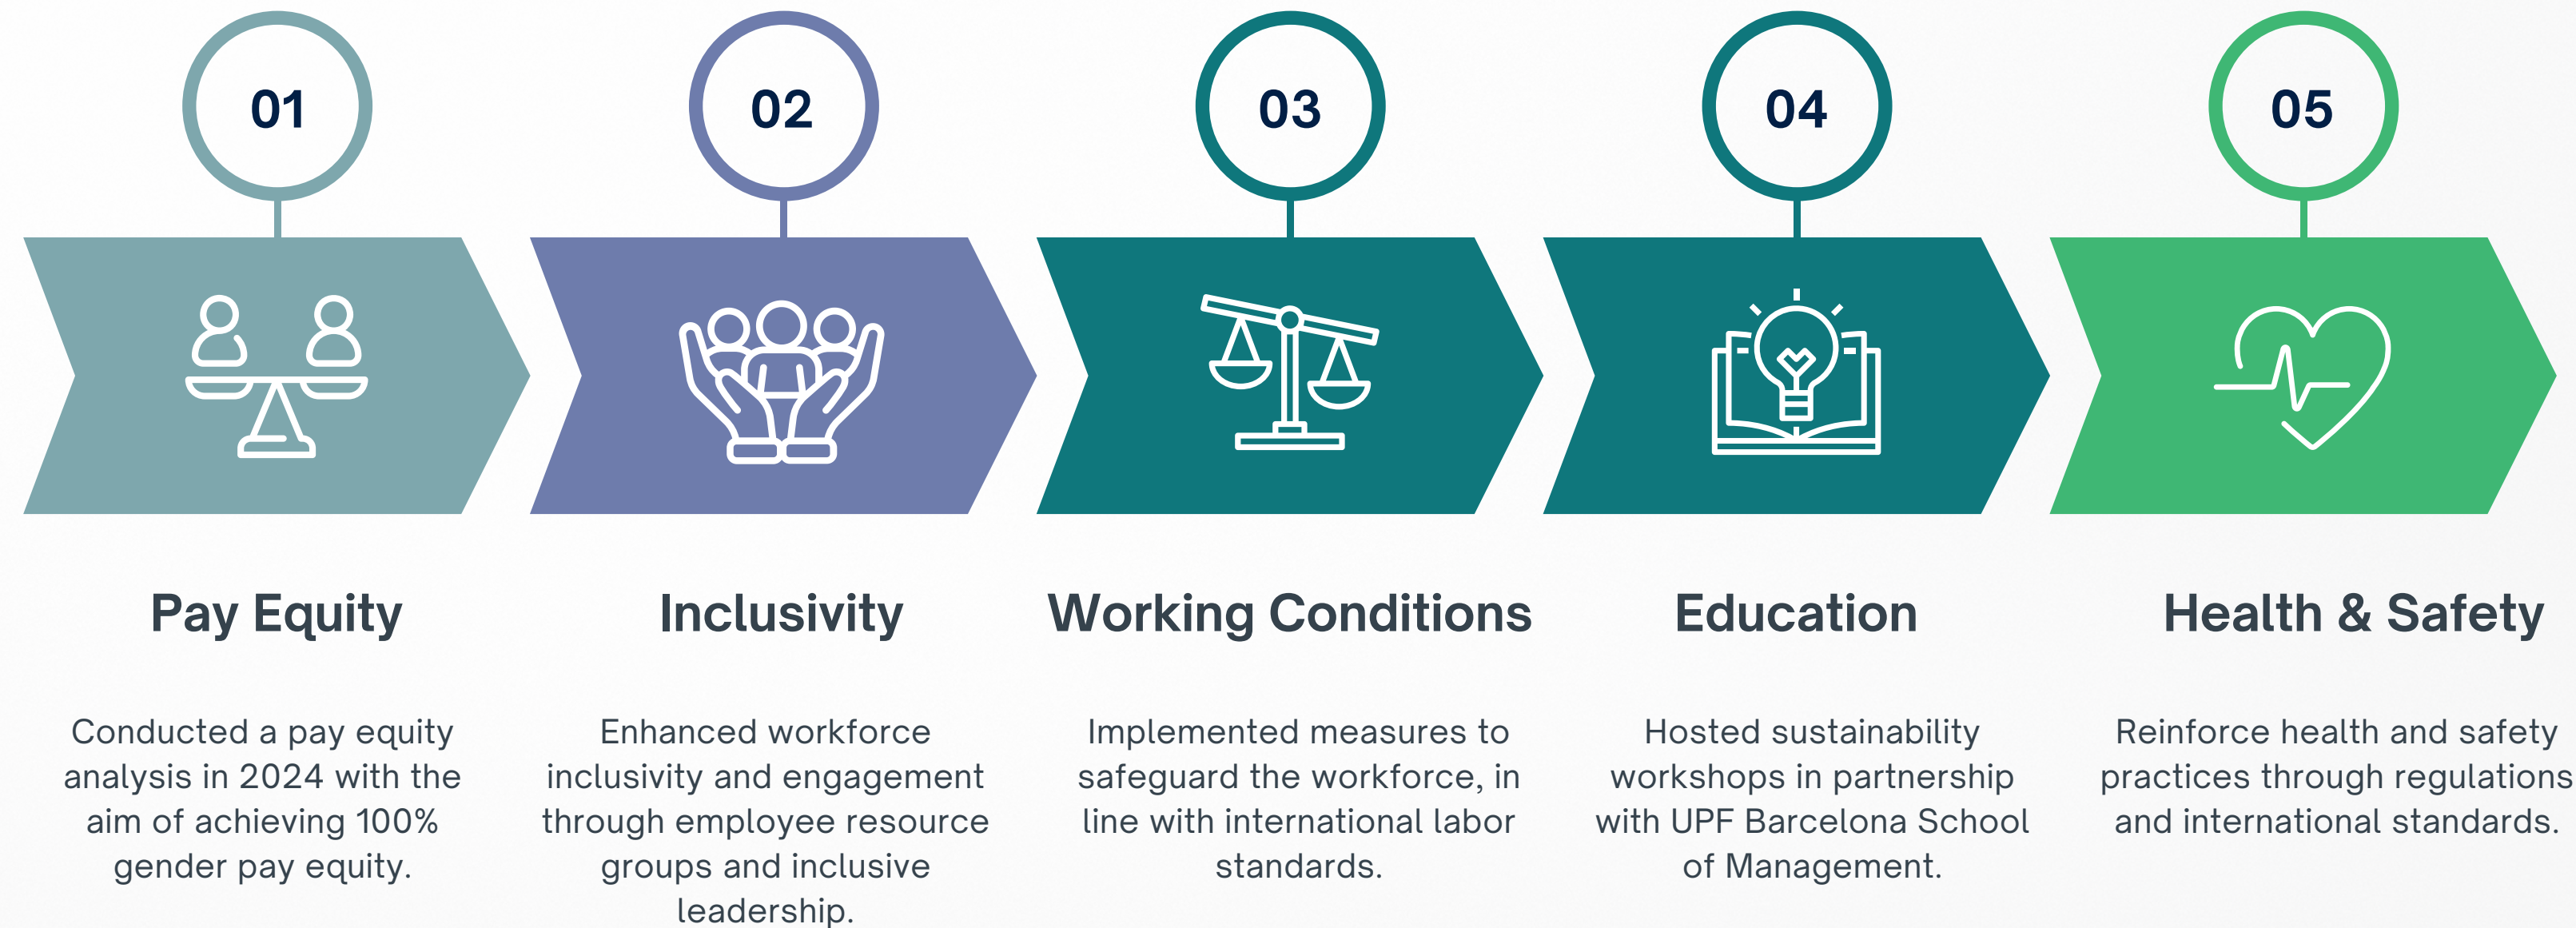 01
02
03
04
05
Pay Equity
Inclusivity
Working Conditions
Education
Health & Safety
Conducted a pay equity
analysis in 2024 with the
aim of achieving 100%
gender pay equity.
Enhanced workforce
inclusivity and engagement
through employee resource
groups and inclusive
leadership.
Implemented measures to
safeguard the workforce, in
line with international labor
standards.
Hosted sustainability
workshops in partnership
with UPF Barcelona School
of Management.
Reinforce health and safety
practices through regulations
and international standards.